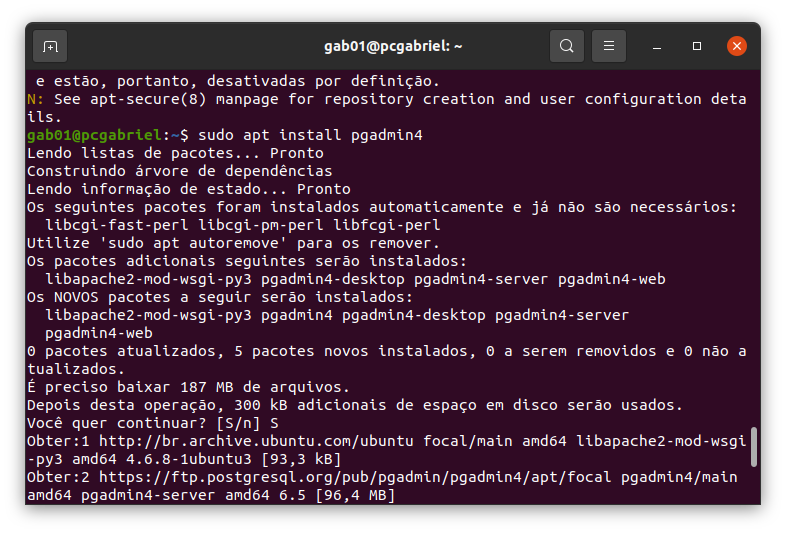 gab01@pcgabriel: ~
 e estão, portanto, desativadas por definição.
N: See apt-secure(8) manpage for repository creation and user configuration deta
ils.
gab01@pcgabriel:~$ sudo apt install pgadmin4
Lendo listas de pacotes... Pronto
Construindo árvore de dependências
Lendo informação de estado... Pronto
Os seguintes pacotes foram instalados automaticamente e já não são necessários:
  libcgi-fast-perl libcgi-pm-perl libfcgi-perl
Utilize 'sudo apt autoremove' para os remover.
Os pacotes adicionais seguintes serão instalados:
  libapache2-mod-wsgi-py3 pgadmin4-desktop pgadmin4-server pgadmin4-web
Os NOVOS pacotes a seguir serão instalados:
  libapache2-mod-wsgi-py3 pgadmin4 pgadmin4-desktop pgadmin4-server
  pgadmin4-web
0 pacotes atualizados, 5 pacotes novos instalados, 0 a serem removidos e 0 não a
tualizados.
É preciso baixar 187 MB de arquivos.
Depois desta operação, 300 kB adicionais de espaço em disco serão usados.
Você quer continuar? [S/n] S
Obter:1 http://br.archive.ubuntu.com/ubuntu focal/main amd64 libapache2-mod-wsgi
-py3 amd64 4.6.8-1ubuntu3 [93,3 kB]
Obter:2 https://ftp.postgresql.org/pub/pgadmin/pgadmin4/apt/focal pgadmin4/main
amd64 pgadmin4-server amd64 6.5 [96,4 MB]